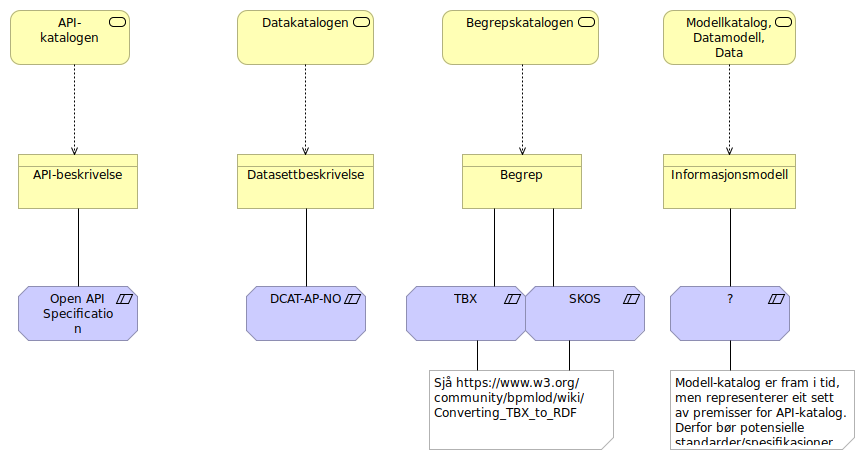 API-
katalogen
Datakatalogen
Begrepskatalogen
Modellkatalog,
Datamodell,
Data
API-beskrivelse
Datasettbeskrivelse
Begrep
Informasjonsmodell
Open API
Specificatio
n
DCAT-AP-NO
TBX
SKOS
?
Sjå https://www.w3.org/
community/bpmlod/wiki/
Converting_TBX_to_RDF
Modell-katalog er fram i tid,
men representerer eit sett
av premisser for API-katalog.
Derfor bør potensielle
standarder/spesifikasjoner